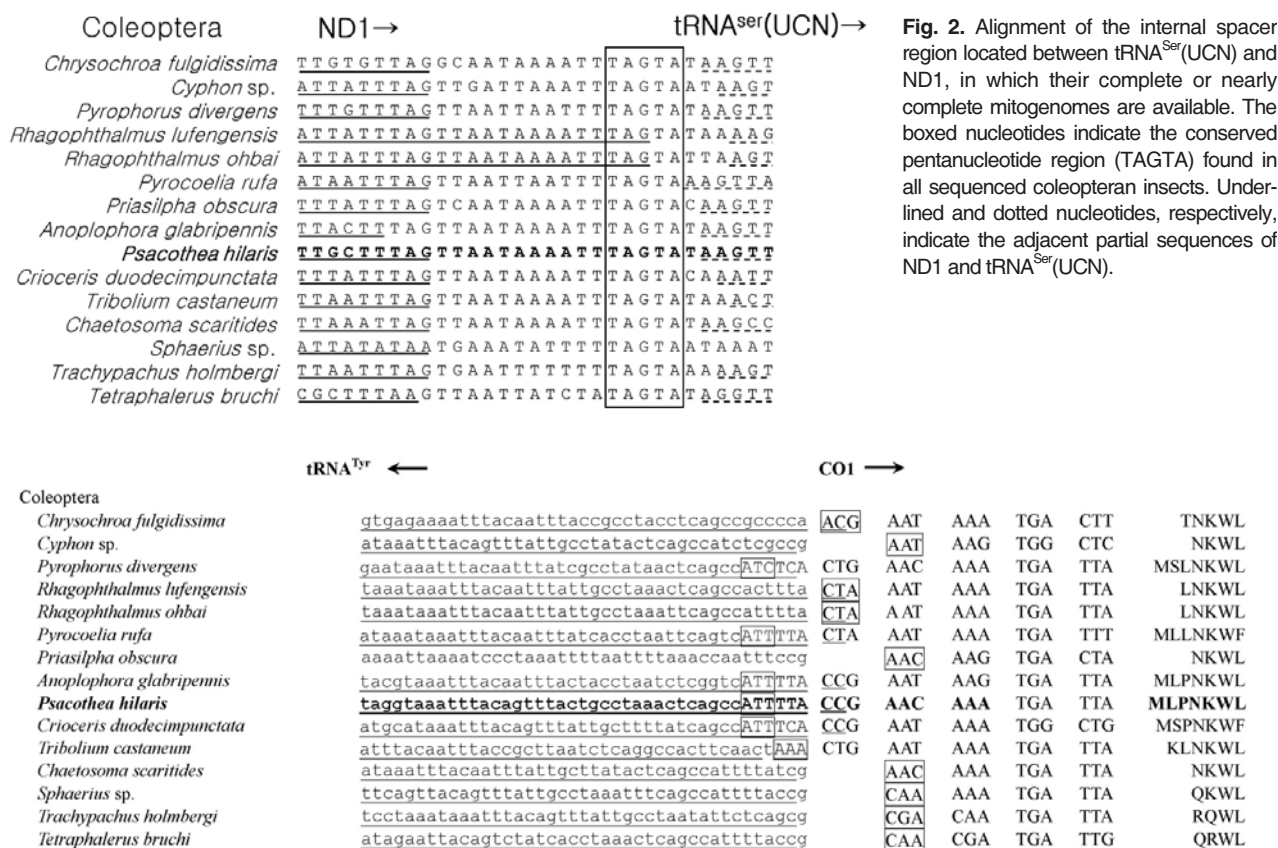 Coleoptera ND1→ tRNAser(UCN)→
Chrysochroa fulgidissima TTGTGTTAGGCAATAAAATTTAGTATAAGTT
Cyphon sp. ATTATTTAGTTGATAAAATTTAGTAATAAGT
Pyrophorus divergens TTTGTTTAGTTAATTAATTTTAGTATAAGTT
Rhagophthalmus lufengensis ATTATTTAGTTAATAAAATTTAGTATAAAAG
Rhagophthalmus ohbai ATTATTTAGTTAATAAAATTTAGTATTAAGT
Pyrocoelia rufa ATAATTTAGTTAATTAATTTTAGTAAAGTTA
Priasilpha obscura TTTATTTAGTCAATAAAATTTAGTACAAGTT
Anoplophora glabripennis TTACTTTAGTTAATAAAATTTAGTATAAGTT
Psacothea hilaris TTGCTTTAGTTAATAAAATTTAGTATAAGTT
Crioceris duodecimpunctata TTTATTTAGTTAATAAAATTTAGTACAAATT
Tribolium castaneum TTAATTTAGTTAATAAAATTTAGTATAAACT
Chaetosoma scaritides TTAAATTAGTTAATAAAATTTAGTATAAGCC
Sphaerius sp. ATTATATAATGAAATATTTTTAGTAATAAAT
Trachypachus holmbergi TTAATTTAGTGAATTTTTTTTAGTAAAAAGT
Tetraphalerus bruchi CGCTTTAAGTTAATTATCTATAGTATAGGTT
Fig. 2. Alignment of the internal spacer
region located between tRNASer(UCN) and
ND1, in which their complete or nearly
complete mitogenomes are available. The
boxed nucleotides indicate the conserved
pentanucleotide region (TAGTA) found in
all sequenced coleopteran insects. Under-
lined and dotted nucleotides, respectively,
indicate the adjacent partial sequences of
ND1 and tRNASer(UCN).
tRNATyr ← CO1 →
Coleoptera
Chrysochroa fulgidissima gtgagaaaatttacaatttaccgcctacctcagccgcccca ACG AAT AAA TGA CTT TNKWL
Cyphon sp. ataaatttacagtttattgcctatactcagccatctcgccg AAT AAG TGG CTC NKWL
Pyrophorus divergens gaataaatttacaatttatcgcctataactcagccATCTCA CTG AAC AAA TGA TTA MSLNKWL
Rhagophthalmus lufengensis taaataaatttacaatttattgcctaaactcagccacttta CTA AAT AAA TGA TTA LNKWL
Rhagophthalmus ohbai taaataaatttacaatttattgcctaaattcagccatttta CTA AAT AAA TGA TTA LNKWL
Pyrocoelia rufa ataaataaatttacaatttatcacctaattcagtcATTTTA CTA AAT AAA TGA TTT MLLNKWF
Priasilpha obscura aaaattaaaatccctaaattttaattttaaaccaatttccg AAC AAG TGA CTA NKWL
Anoplophora glabripennis tacgtaaatttacaatttactacctaatctcggtcATTTTA CCG AAT AAG TGA TTA MLPNKWL
Psacothea hilaris taggtaaatttacagtttactgcctaaactcagccATTTTA CCG AAC AAA TGA TTA MLPNKWL
Crioceris duodecimpunctata atgcataaatttacagtttattgcttttatctcagccATTTCA CCG AAT AAA TGG CTG MSPNKWF
Tribolium castaneum atttacaatttaccgcttaatctcaggccacttcaactAAA CTG AAT AAA TGA TTA KLNKWL
Chaetosoma scaritides ataaatttacaatttattgcttatactcagccattttatcg AAC AAA TGA TTA NKWL
Sphaerius sp. ttcagttacagtttattgcctaaatttcagccattttaccg CAA AAA TGA TTA QKWL
Trachypachus holmbergi tcctaaataaatttacagtttattgcctaatattctcagcg CGA CAA TGA TTA RQWL
Tetraphalerus bruchi atagaattacagtctatcacctaaactcagccattttaccg CAA CGA TGA TTG QRWL